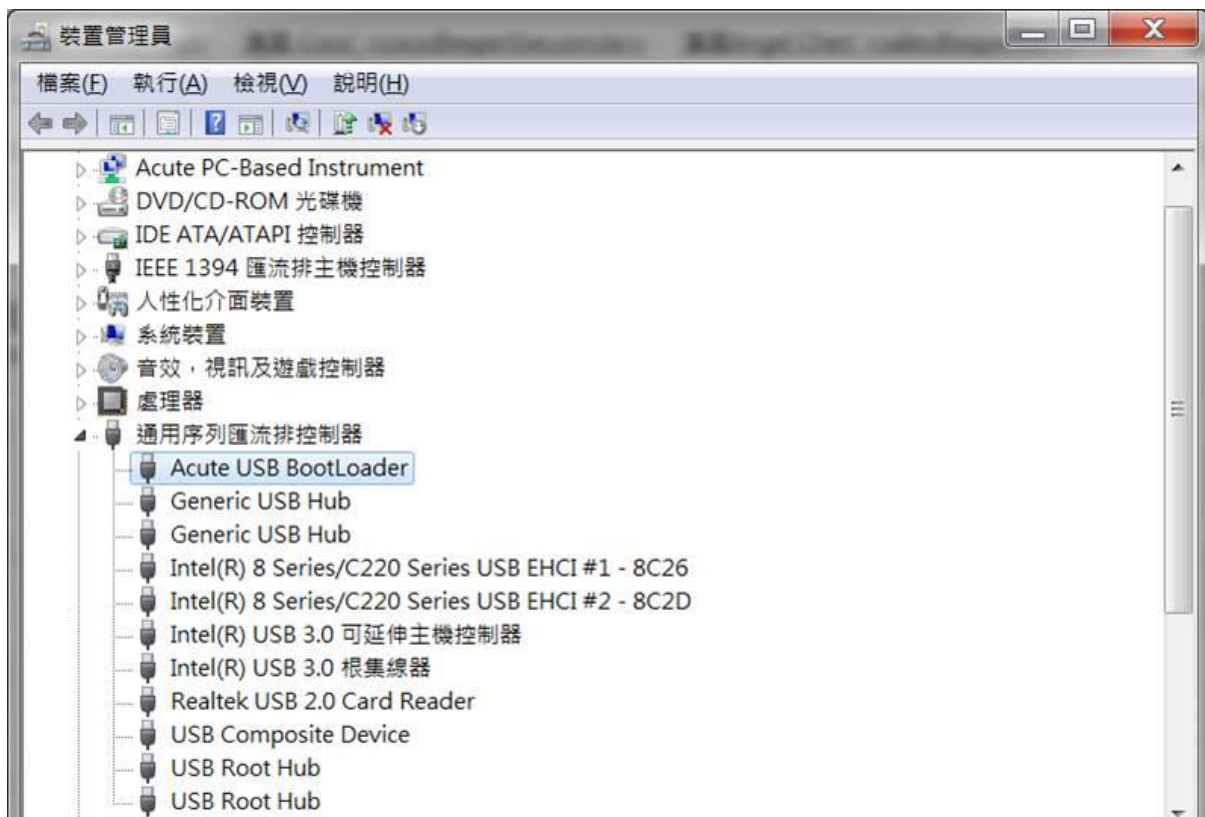 裝置管理員
檔案(F) 執行(A) 檢視(V) 說明(H)
Acute PC-Based Instrument
DVD/CD-ROM 光碟機
IDE ATA/ATAPI 控制器
IEEE 1394 匯流排主機控制器
人性化介面裝置
系統裝置
音效，視訊及遊戲控制器
處理器
通用序列匯流排控制器
Acute USB BootLoader
Generic USB Hub
Generic USB Hub
Intel(R) 8 Series/C220 Series USB EHCI #1 - 8C26
Intel(R) 8 Series/C220 Series USB EHCI #2 - 8C2D
Intel(R) USB 3.0 可延伸主機控制器
Intel(R) USB 3.0 根集線器
Realtek USB 2.0 Card Reader
USB Composite Device
USB Root Hub
USB Root Hub